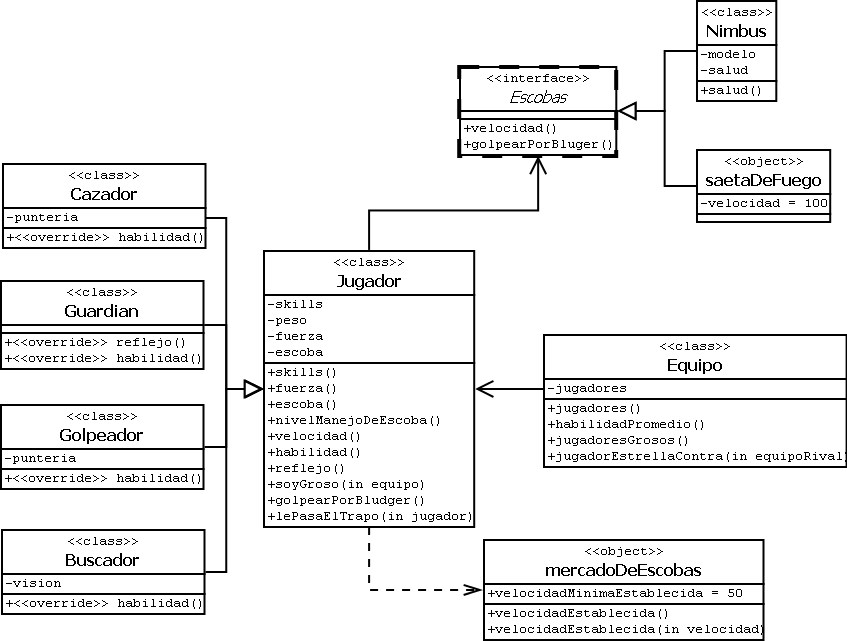 <<class>>
Nimbus
-modelo
-salud
+salud()
<<interface>>
Escobas
+velocidad()
+golpearPorBluger()
<<object>>
saetaDeFuego
-velocidad = 100
<<class>>
Cazador
-punteria
+<<override>> habilidad()
<<class>>
Guardian
+<<override>> reflejo()
+<<override>> habilidad()
<<class>>
Golpeador
-punteria
+<<override>> habilidad()
<<class>>
Buscador
-vision
+<<override>> habilidad()
<<class>>
Jugador
-skills
-peso
-fuerza
-escoba
+skills()
+fuerza()
+escoba()
+nivelManejoDeEscoba()
+velocidad()
+habilidad()
+reflejo()
+soyGroso(in equipo)
+golpearPorBludger()
+lePasaElTrapo(in jugador)
<<class>>
Equipo
-jugadores
+jugadores()
+habilidadPromedio()
+jugadoresGrosos()
+jugadorEstrellaContra(in equipoRival)
<<object>>
mercadoDeEscobas
+velocidadMinimaEstablecida = 50
+velocidadEstablecida()
+velocidadEstablecida(in velocidad)